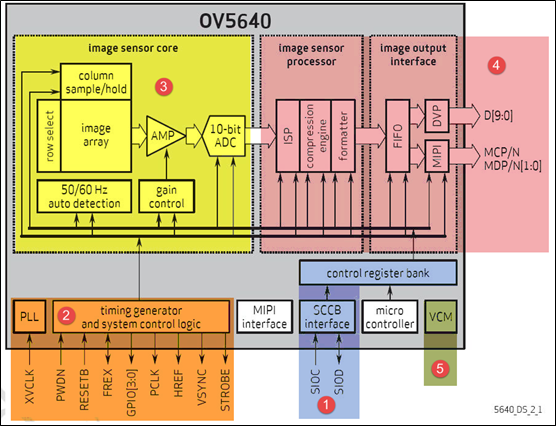 OV5640
image sensor core
image sensor
processor
image output
interface
column
sample/hold
3
4
row select
image
array
AMP
10-bit
ADC
ISP
compression
engine
formatter
FIFO
DVP
MIPI
D[9:0]
MCP/N
MDP/N[1:0]
50/60 Hz
auto detection
gain
control
control register bank
PLL
2
timing generator
and system control logic
MIPI
interface
SCCB
interface
micro
controller
VCM
XVCLK
PWDN
RESETB
FREX
GPIO[3:0]
PCLK
HREF
VSYNC
STROBE
SIOC
SIOD
1
5
5640_DS_2_1